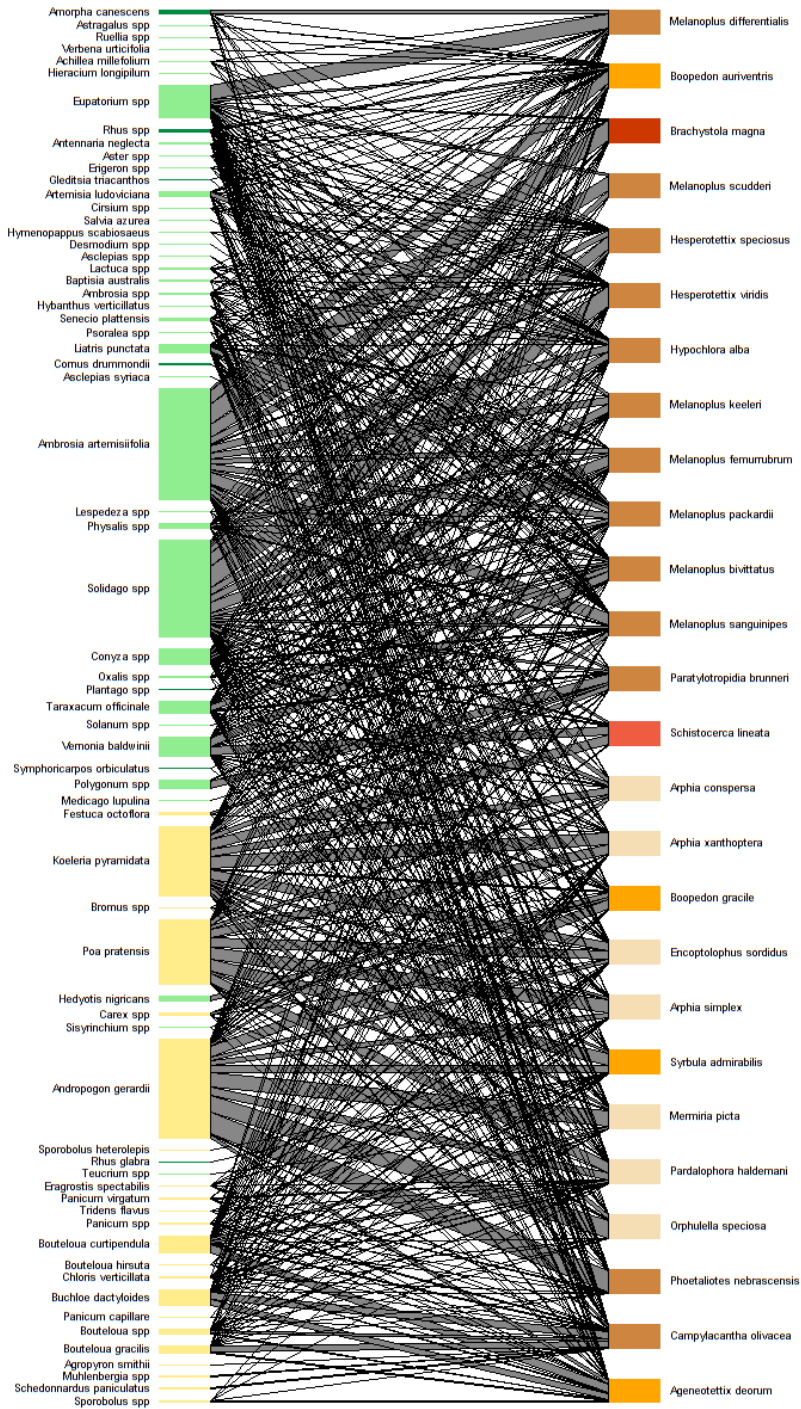 Amorpha canescens
Astragalus spp
Ruellia spp
Verbena urticifolia
Achillea millefolium
Hieracium longipilum
Eupatorium spp
Rhus spp
Antennaria neglecta
Aster spp
Erigeron spp
Gleditsia triacanthos
Artemisia ludoviciana
Cirsium spp
Salvia azurea
Hymenopappus scabiosaeus
Desmodium spp
Asclepias spp
Lactuca spp
Baptisia australis
Ambrosia spp
Hybanthus verticillatus
Senecio plattensis
Psoralea spp
Liatris punctata
Cornus drummondii
Asclepias syriaca
Ambrosia artemisiifolia
Lespedeza spp
Physalis spp
Solidago spp
Conyza spp
Oxalis spp
Plantago spp
Taraxacum officinale
Solanum spp
Vernonia baldwinii
Symphoricarpos orbiculatus
Polygonum spp
Medicago lupulina
Festuca octoflora
Koeleria pyramidata
Bromus spp
Poa pratensis
Hedyotis nigricans
Carex spp
Sisyrinchium spp
Andropogon gerardii
Sporobolus heterolepis
Rhus glabra
Teucrium spp
Eragrostis spectabilis
Panicum virgatum
Tridens flavus
Panicum spp
Bouteloua curtipendula
Bouteloua hirsuta
Chloris verticillata
Buchloe dactyloides
Panicum capillare
Bouteloua spp
Bouteloua gracilis
Agropyron smithii
Muhlenbergia spp
Schedonnardus paniculatus
Sporobolus spp
Melanoplus differentialis
Boopedon auriventris
Brachystola magna
Melanoplus scudderi
Hesperotettix speciosus
Hesperotettix viridis
Hypochlora alba
Melanoplus keeleri
Melanoplus femurrubrum
Melanoplus packardii
Melanoplus bivittatus
Melanoplus sanguinipes
Paratylotropidia brunneri
Schistocerca lineata
Arphia conspersa
Arphia xanthoptera
Boopedon gracile
Encoptolophus sordidus
Arphia simplex
Syrbula admirabilis
Mermiria picta
Pardalophora haldemani
Orphulella speciosa
Phoetaliotes nebrascensis
Campylacantha olivacea
Ageneotettix deorum